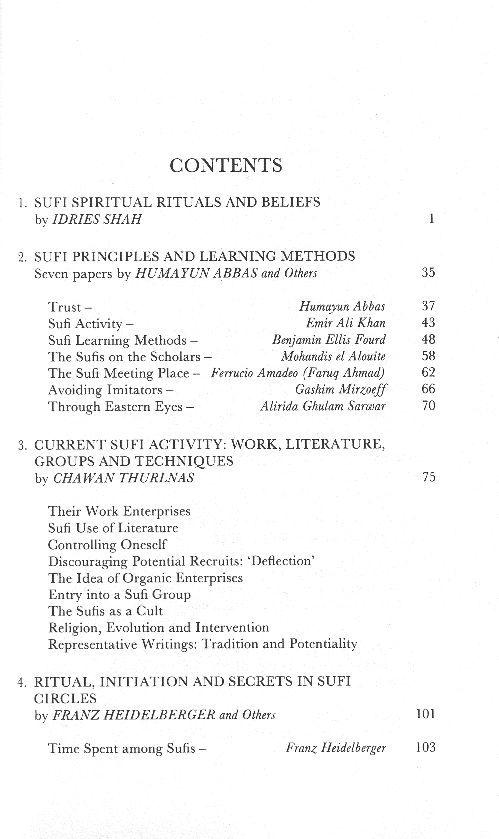 CONTENTS
1. SUFI SPIRITUAL RITUALS AND BELIEFS
by IDRIES SHAH 1
2. SUFI PRINCIPLES AND LEARNING METHODS
Seven papers by HUMAYUN ABBAS and Others 35
Trust – Humayun Abbas 37
Sufi Activity – Emir Ali Khan 43
Sufi Learning Methods – Benjamin Ellis Fourd 48
The Sufis on the Scholars – Mohandis el Alouite 58
The Sufi Meeting Place – Ferrucio Amadeo (Faruq Ahmad) 62
Avoiding Imitators – Gashim Mirzoeff 66
Through Eastern Eyes – Alirida Ghulam Sarwar 70
3. CURRENT SUFI ACTIVITY: WORK, LITERATURE,
GROUPS AND TECHNIQUES
by CHAWAN THURLNAS 75
Their Work Enterprises
Sufi Use of Literature
Controlling Oneself
Discouraging Potential Recruits: ‘Deflection’
The Idea of Organic Enterprises
Entry into a Sufi Group
The Sufis as a Cult
Religion, Evolution and Intervention
Representative Writings: Tradition and Potentiality
4. RITUAL, INITIATION AND SECRETS IN SUFI
CIRCLES
by FRANZ HEIDELBERGER and Others 101
Time Spent among Sufis – Franz Heidelberger 103